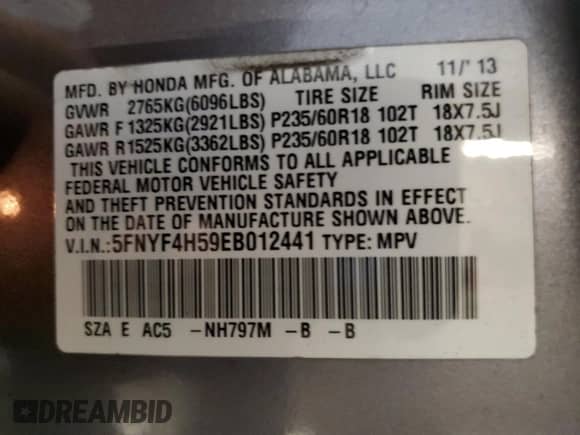 MFD. BY HONDA MFG. OF ALABAMA, LLC 11/'13
GVWR 2765KG(6096LBS) TIRE SIZE RIM SIZE
GAWR F1325KG(2921LBS) P235/60R18 102T 18X7.5J
GAWR R1525KG(3362LBS) P235/60R18 102T 18X7.5J
THIS VEHICLE CONFORMS TO ALL APPLICABLE
FEDERAL MOTOR VEHICLE SAFETY
AND THEFT PREVENTION STANDARDS IN EFFECT
ON THE DATE OF MANUFACTURE SHOWN ABOVE.
V.I.N.:5FNYF4H59EB012441 TYPE: MPV
SZA E AC5 -NH797M -B -B
DREAMBID